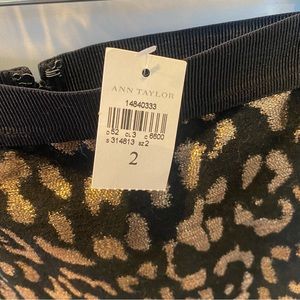 ANN TAYLOR
14840333
D 52 CL 3 C 6600
S 314813 SZ 2
2